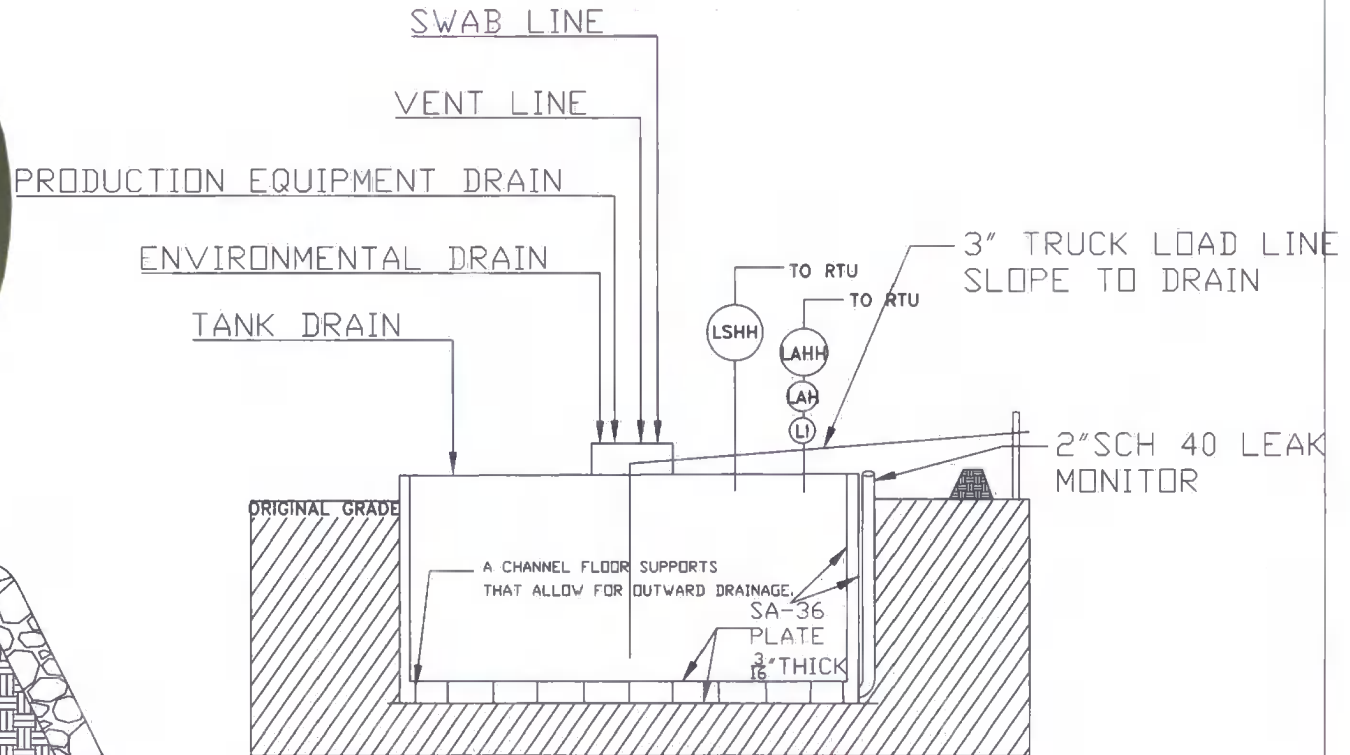 SWAB LINE
VENT LINE
PRODUCTION EQUIPMENT DRAIN
ENVIRONMENTAL DRAIN
TANK DRAIN
TO RTU
TO RTU
LSHH
LAHH
LAH
LI
3" TRUCK LOAD LINE
SLOPE TO DRAIN
2"SCH 40 LEAK
MONITOR
ORIGINAL GRADE
A CHANNEL FLOOR SUPPORTS
THAT ALLOW FOR OUTWARD DRAINAGE.
SA-36
PLATE
3/16"THICK